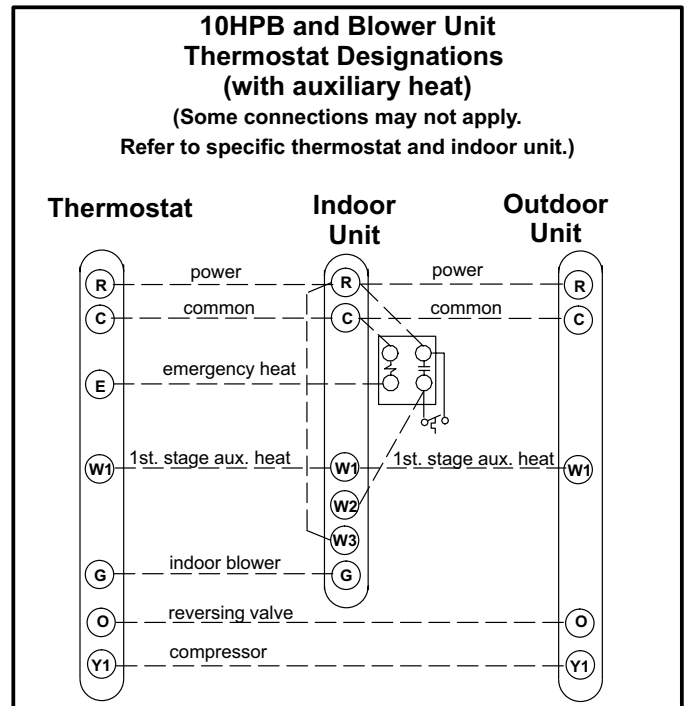 10HPB and Blower Unit
Thermostat Designations
(with auxiliary heat)
(Some connections may not apply.
Refer to specific thermostat and indoor unit.)
Thermostat
Indoor
Unit
Outdoor
Unit
R power R power R
C common C common C
E emergency heat
W1 1st. stage aux. heat W1 1st. stage aux. heat W1
W2
W3
G indoor blower G
O reversing valve O
Y1 compressor Y1